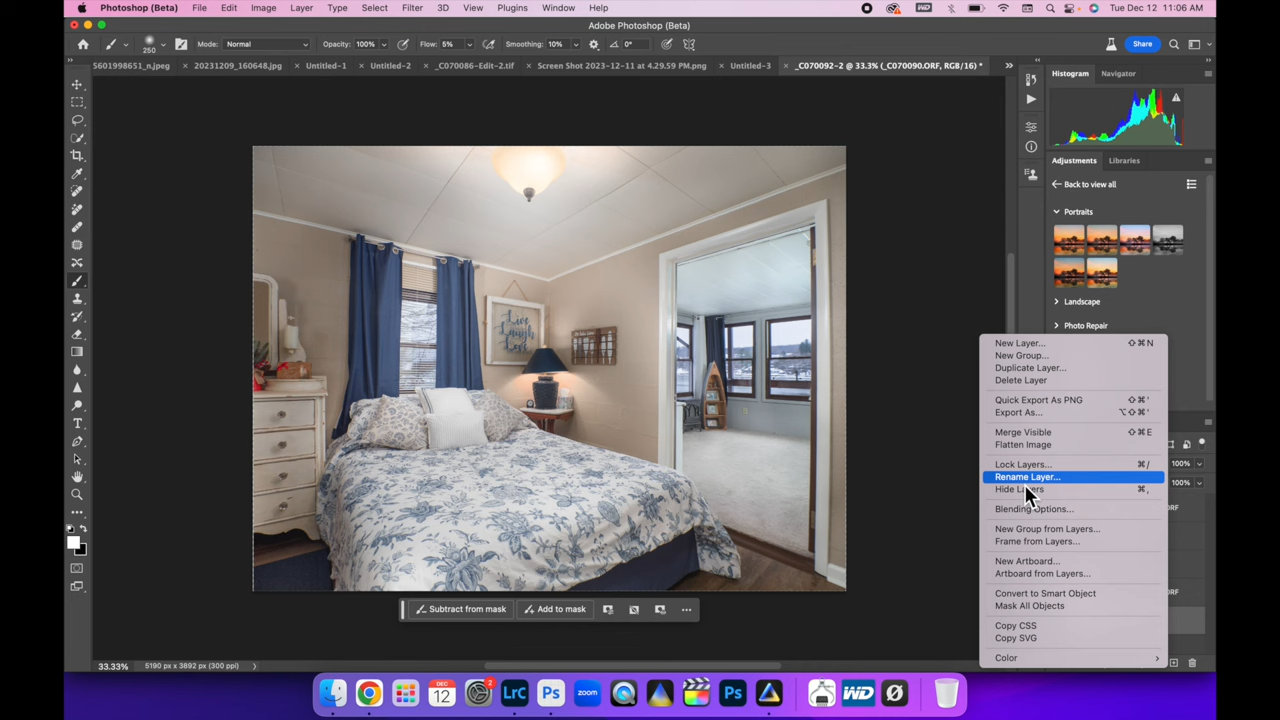 Photoshop (Beta) File Edit Image Layer Type Select Filter 3D View Plugins Window Help
WD
Tue Dec 12 11:06 AM
Adobe Photoshop (Beta)
250 Mode: Normal Opacity: 100% Flow: 5% Smoothing: 10% 0° Share
5601998651_n.jpeg × 20231209_160648.jpg × Untitled-1 × Untitled-2 × _C070086-Edit-2.tif × Screen Shot 2023-12-11 at 4.29.59 PM.png × Untitled-3 × _C070092-2 @ 33.3% (_C070090.ORF, RGB/16) *
Histogram Navigator
Adjustments Libraries
Back to view all
Portraits
Landscape
Photo Repair
Live
Laugh
Love
New Layer... ⇧⌘N
New Group...
Duplicate Layer...
Delete Layer
Quick Export As PNG ⇧⌘'
Export As... ⌥⇧⌘'
Merge Visible ⇧⌘E
Flatten Image
Lock Layers... ⌘/
Rename Layer...
Hide Layers ⌘,
Blending Options...
New Group from Layers...
Frame from Layers...
New Artboard...
Artboard from Layers...
Convert to Smart Object
Mask All Objects
Copy CSS
Copy SVG
Color
100%
100%
ORF
ORF
Subtract from mask Add to mask
33.33% 5190 px x 3892 px (300 ppi)
DEC
12
2
LrC
Ps
zoom
Ps
WD